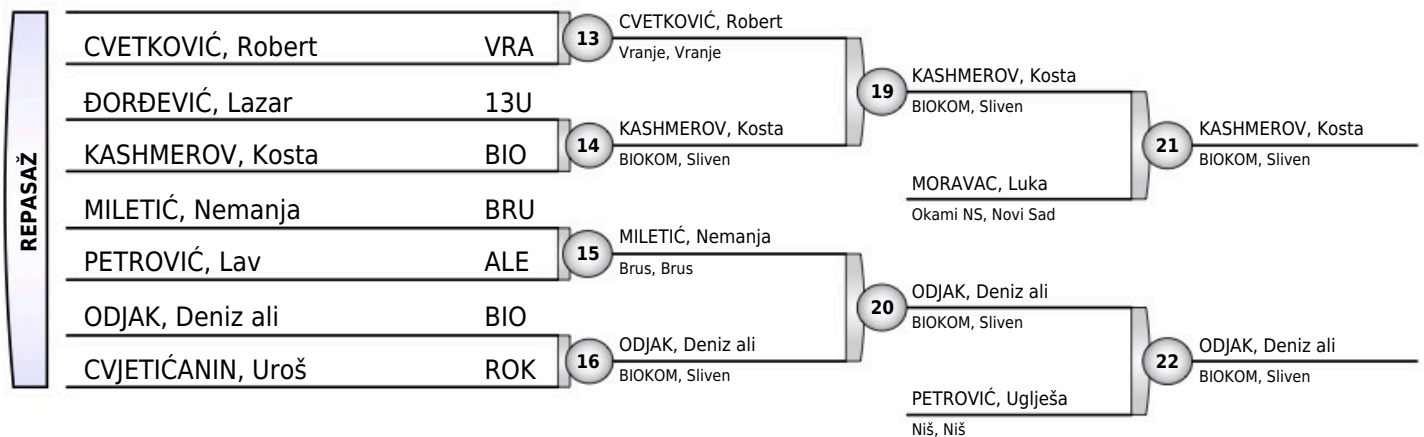 REPASAŽ
CVETKOVIĆ, Robert VRA
ĐORĐEVIĆ, Lazar 13U
KASHMEROV, Kosta BIO
MILETIĆ, Nemanja BRU
PETROVIĆ, Lav ALE
ODJAK, Deniz ali BIO
CVJETIĆANIN, Uroš ROK
13
CVETKOVIĆ, Robert
Vranje, Vranje
14
KASHMEROV, Kosta
BIOKOM, Sliven
15
MILETIĆ, Nemanja
Brus, Brus
16
ODJAK, Deniz ali
BIOKOM, Sliven
19
KASHMEROV, Kosta
BIOKOM, Sliven
MORAVAC, Luka
Okami NS, Novi Sad
20
ODJAK, Deniz ali
BIOKOM, Sliven
PETROVIĆ, Uglješa
Niš, Niš
21
KASHMEROV, Kosta
BIOKOM, Sliven
22
ODJAK, Deniz ali
BIOKOM, Sliven